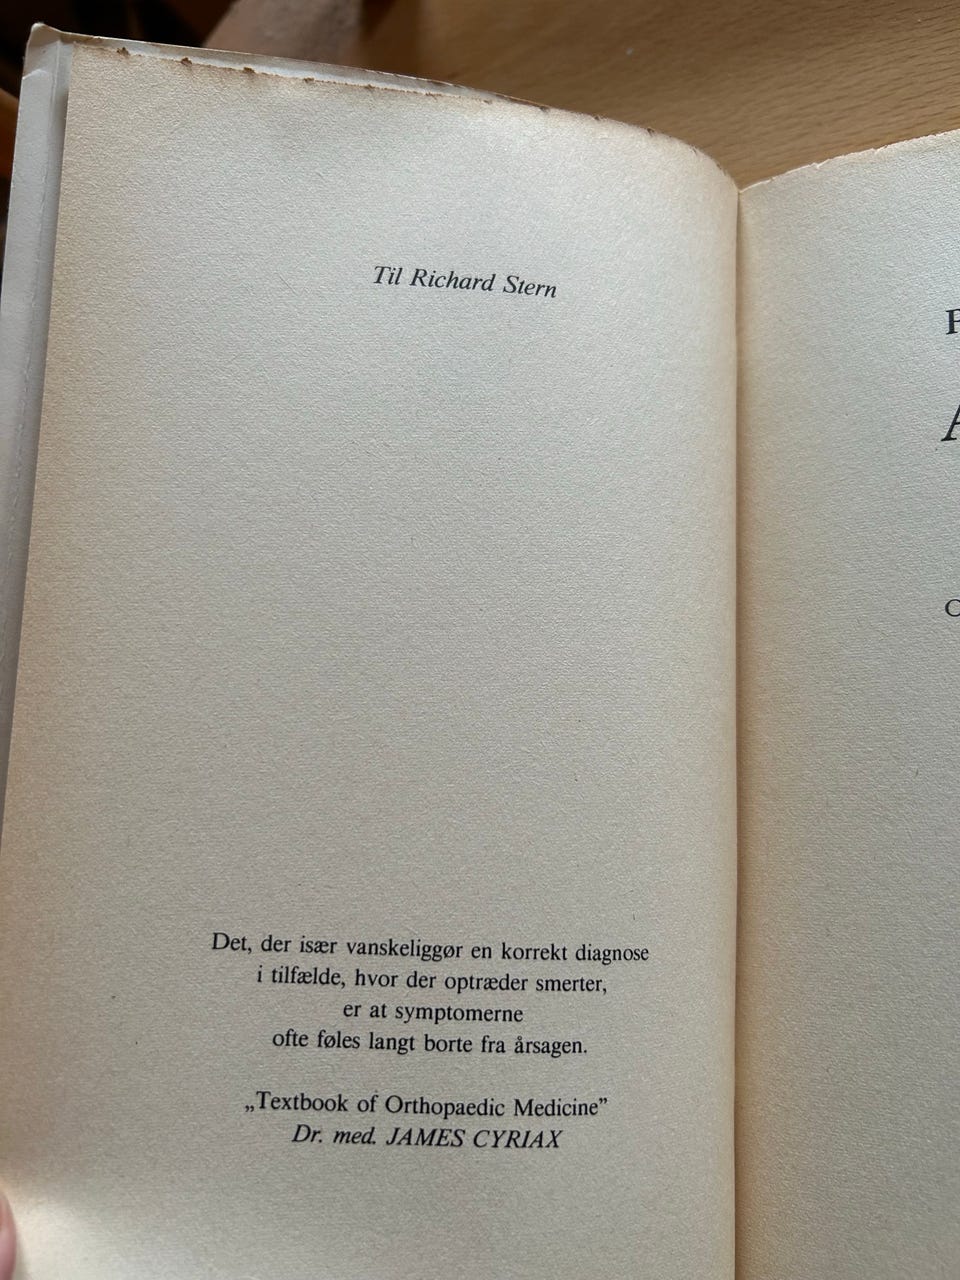 Til Richard Stern
Det, der især vanskeliggør en korrekt diagnose
i tilfælde, hvor der optræder smerter,
er at symptomerne
ofte føles langt borte fra årsagen.
„Textbook of Orthopaedic Medicine”
Dr. med. JAMES CYRIAX